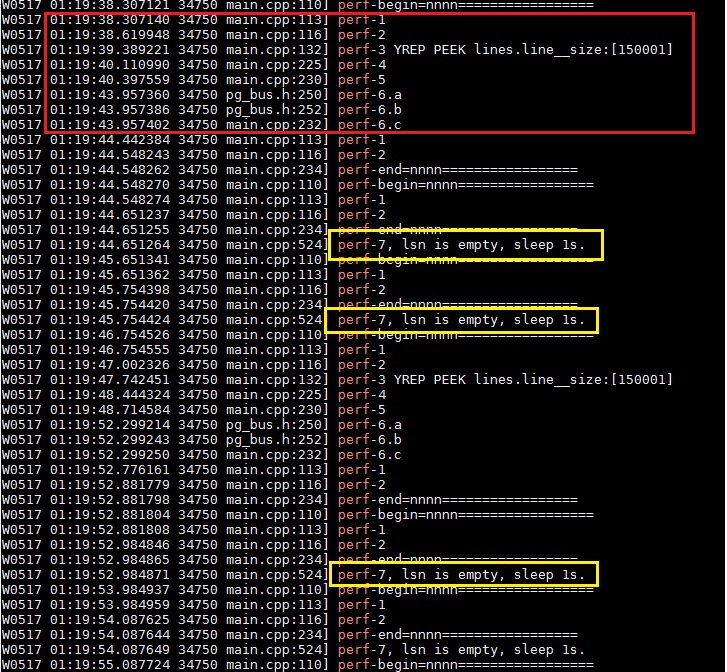 W0517 01:19:38.307121 34750 main.cpp:110] perf-begin=nnnn=================
W0517 01:19:38.307140 34750 main.cpp:113] perf-1
W0517 01:19:38.619948 34750 main.cpp:116] perf-2
W0517 01:19:39.389221 34750 main.cpp:132] perf-3 YREP PEEK lines.line__size:[150001]
W0517 01:19:40.110990 34750 main.cpp:225] perf-4
W0517 01:19:40.397559 34750 main.cpp:230] perf-5
W0517 01:19:43.957360 34750 pg_bus.h:250] perf-6.a
W0517 01:19:43.957386 34750 pg_bus.h:252] perf-6.b
W0517 01:19:43.957402 34750 main.cpp:232] perf-6.c
W0517 01:19:44.442384 34750 main.cpp:113] perf-1
W0517 01:19:44.548243 34750 main.cpp:116] perf-2
W0517 01:19:44.548262 34750 main.cpp:234] perf-end=nnnn=================
W0517 01:19:44.548270 34750 main.cpp:110] perf-begin=nnnn=================
W0517 01:19:44.548274 34750 main.cpp:113] perf-1
W0517 01:19:44.651237 34750 main.cpp:116] perf-2
W0517 01:19:44.651255 34750 main.cpp:234] perf-end=nnnn=================
W0517 01:19:44.651264 34750 main.cpp:524] perf-7, lsn is empty, sleep 1s.
W0517 01:19:45.651341 34750 main.cpp:110] perf-begin=nnnn=================
W0517 01:19:45.651362 34750 main.cpp:113] perf-1
W0517 01:19:45.754398 34750 main.cpp:116] perf-2
W0517 01:19:45.754420 34750 main.cpp:234] perf-end=nnnn=================
W0517 01:19:45.754424 34750 main.cpp:524] perf-7, lsn is empty, sleep 1s.
W0517 01:19:46.754526 34750 main.cpp:110] perf-begin=nnnn=================
W0517 01:19:46.754555 34750 main.cpp:113] perf-1
W0517 01:19:47.002326 34750 main.cpp:116] perf-2
W0517 01:19:47.742451 34750 main.cpp:132] perf-3 YREP PEEK lines.line__size:[150001]
W0517 01:19:48.444324 34750 main.cpp:225] perf-4
W0517 01:19:48.714584 34750 main.cpp:230] perf-5
W0517 01:19:52.299214 34750 pg_bus.h:250] perf-6.a
W0517 01:19:52.299243 34750 pg_bus.h:252] perf-6.b
W0517 01:19:52.299250 34750 main.cpp:232] perf-6.c
W0517 01:19:52.776161 34750 main.cpp:113] perf-1
W0517 01:19:52.881779 34750 main.cpp:116] perf-2
W0517 01:19:52.881798 34750 main.cpp:234] perf-end=nnnn=================
W0517 01:19:52.881804 34750 main.cpp:110] perf-begin=nnnn=================
W0517 01:19:52.881808 34750 main.cpp:113] perf-1
W0517 01:19:52.984846 34750 main.cpp:116] perf-2
W0517 01:19:52.984865 34750 main.cpp:234] perf-end=nnnn=================
W0517 01:19:52.984871 34750 main.cpp:524] perf-7, lsn is empty, sleep 1s.
W0517 01:19:53.984937 34750 main.cpp:110] perf-begin=nnnn=================
W0517 01:19:53.984959 34750 main.cpp:113] perf-1
W0517 01:19:54.087625 34750 main.cpp:116] perf-2
W0517 01:19:54.087644 34750 main.cpp:234] perf-end=nnnn=================
W0517 01:19:54.087649 34750 main.cpp:524] perf-7, lsn is empty, sleep 1s.
W0517 01:19:55.087724 34750 main.cpp:110] perf-begin=nnnn=================